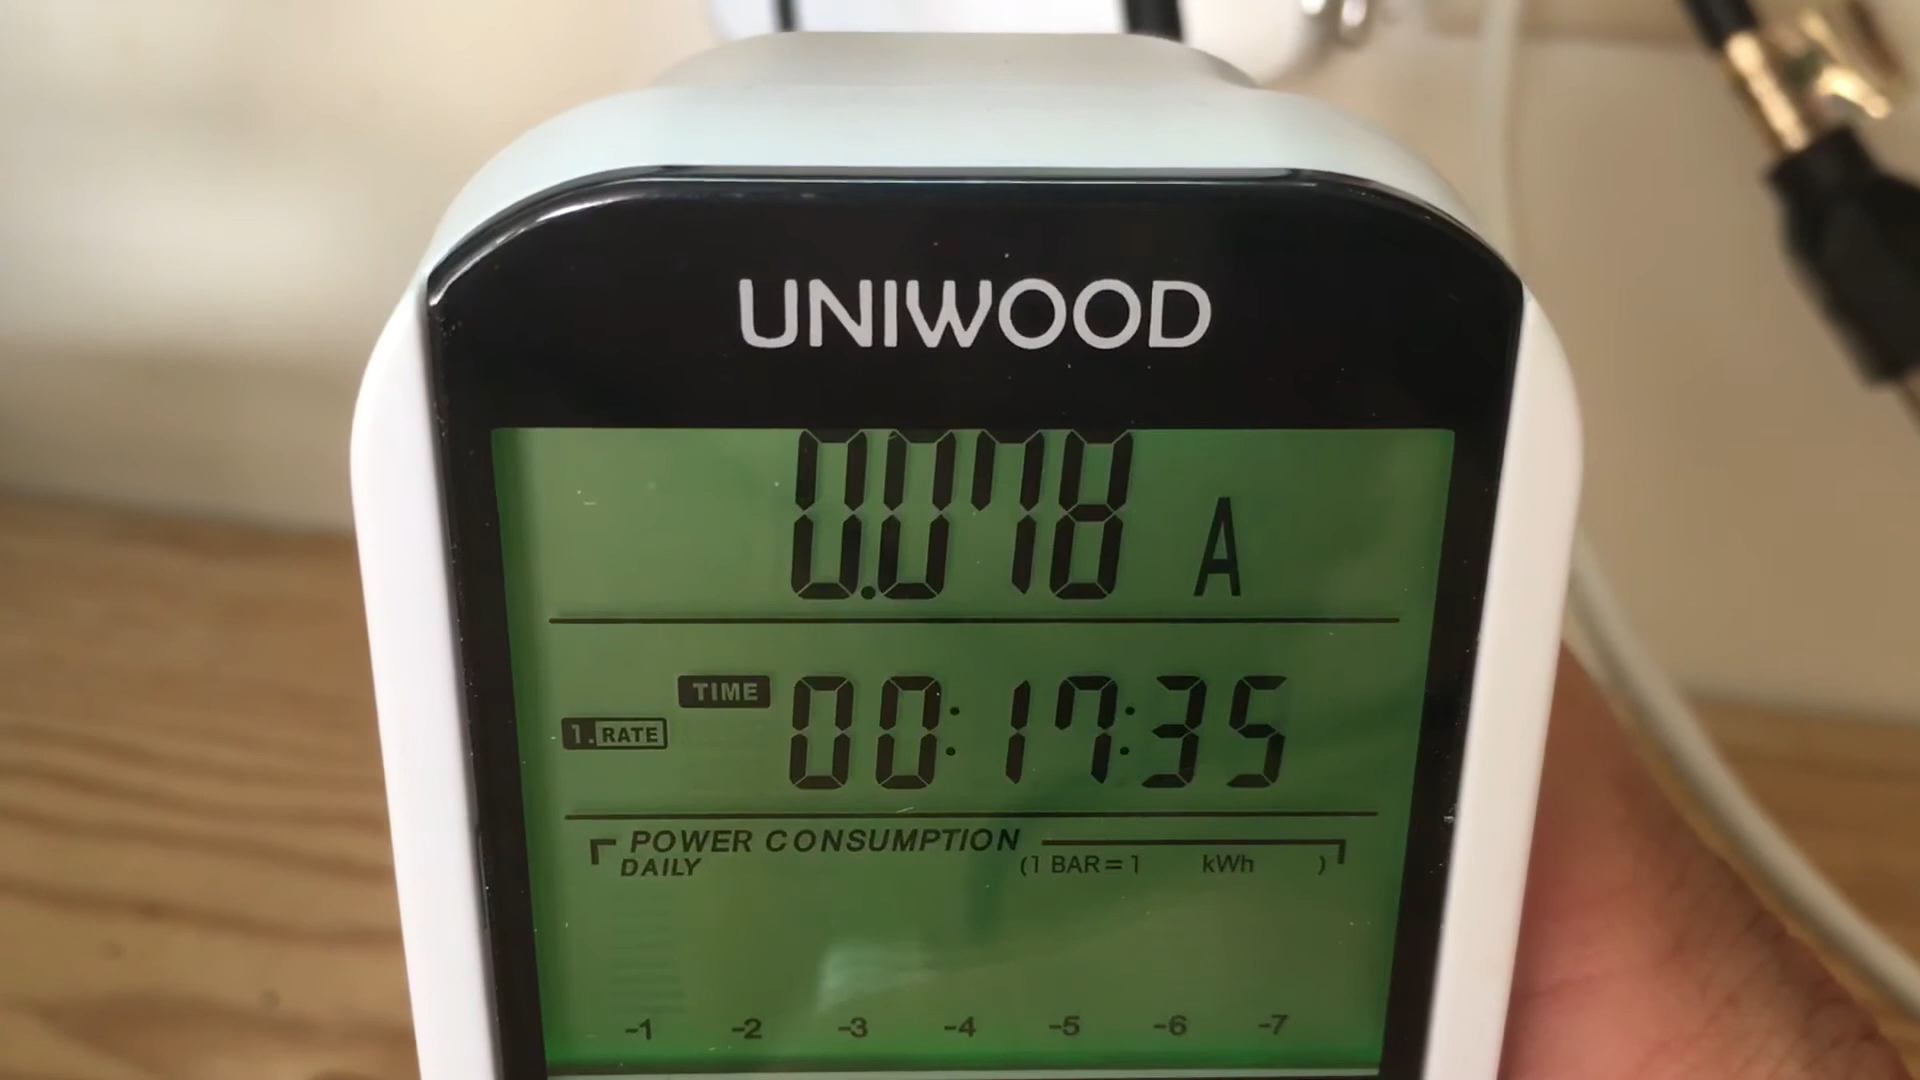 UNIWOOD
0.078 A
TIME
1. RATE
00:17:35
POWER CONSUMPTION
DAILY (1 BAR = 1 kWh )
-1 -2 -3 -4 -5 -6 -7